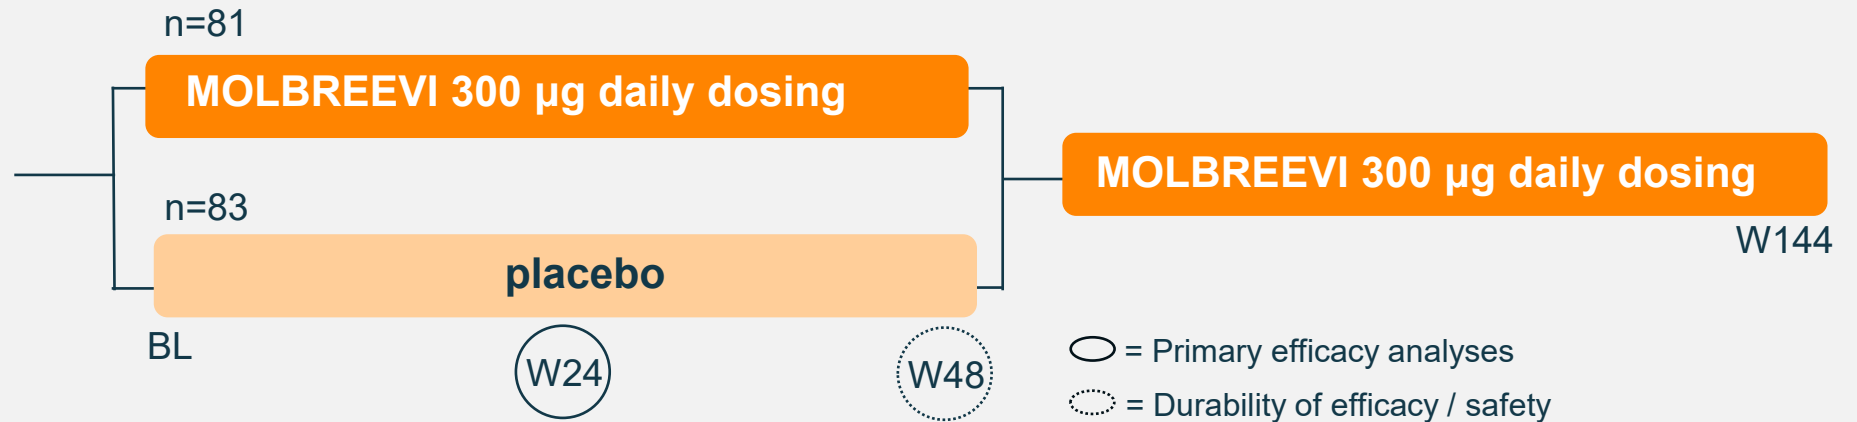 n=81
MOLBREEVI 300 µg daily dosing
n=83
placebo
BL
W24
W48
MOLBREEVI 300 µg daily dosing
W144
= Primary efficacy analyses
= Durability of efficacy / safety